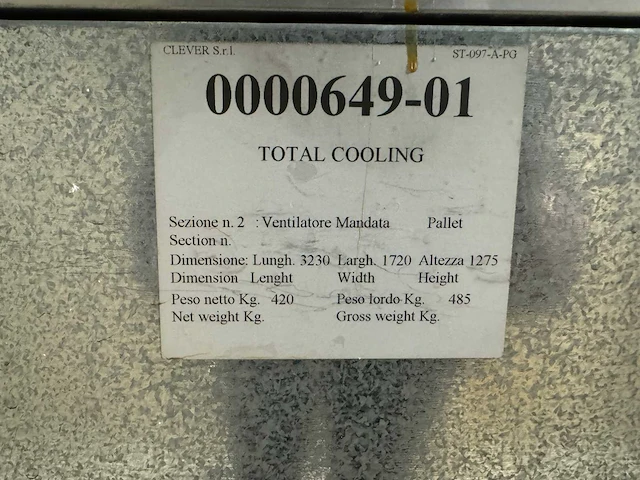 CLEVER S.r.l. ST-097-A-PG
0000649-01
TOTAL COOLING
Sezione n. 2 : Ventilatore Mandata Pallet
Section n.
Dimensione: Lungh. 3230 Largh. 1720 Altezza 1275
Dimension Lenght Width Height
Peso netto Kg. 420 Peso lordo Kg. 485
Net weight Kg. Gross weight Kg.